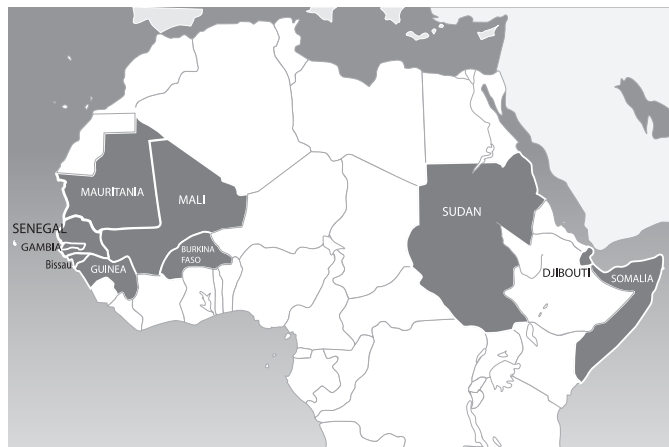 MAURITANIA
MALI
SENEGAL
GAMBIA
Bissau
GUINEA
BURKINA
FASO
SUDAN
DJIBOUTI
SOMALIA